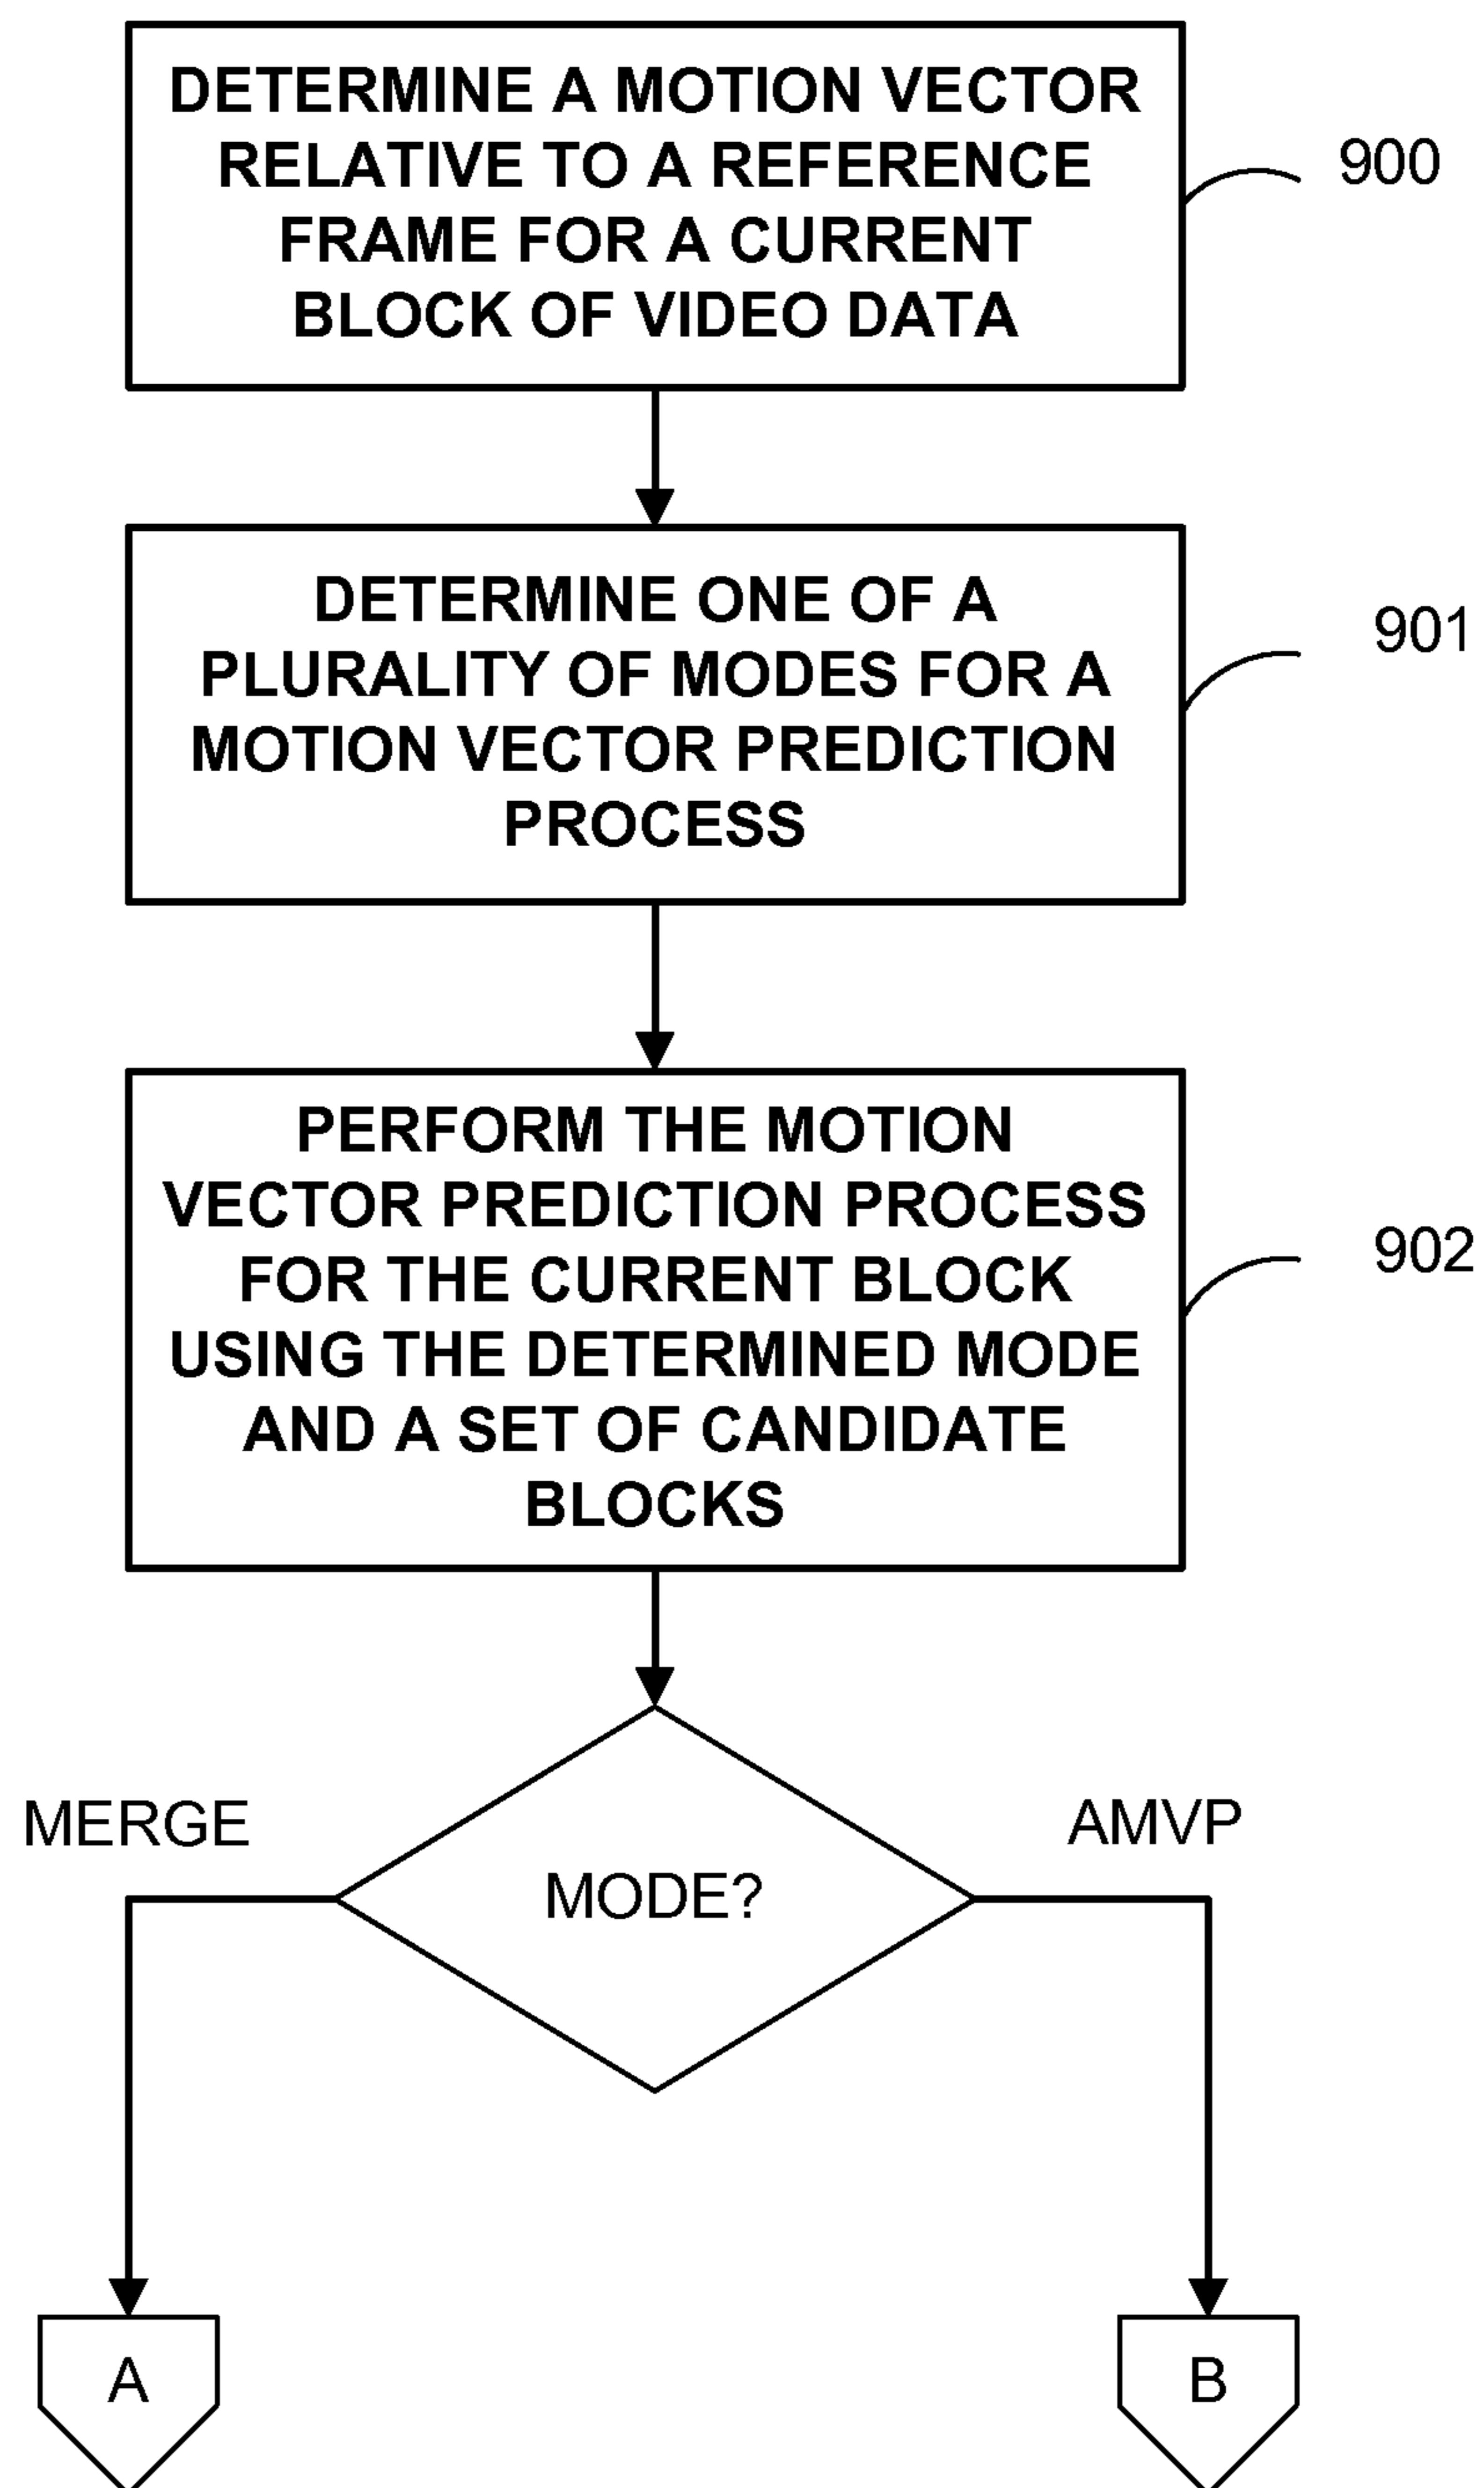 DETERMINE A MOTION VECTOR
RELATIVE TO A REFERENCE
FRAME FOR A CURRENT
BLOCK OF VIDEO DATA
900
DETERMINE ONE OF A
PLURALITY OF MODES FOR A
MOTION VECTOR PREDICTION
PROCESS
901
PERFORM THE MOTION
VECTOR PREDICTION PROCESS
FOR THE CURRENT BLOCK
USING THE DETERMINED MODE
AND A SET OF CANDIDATE
BLOCKS
902
MERGE
AMVP
MODE?
A
B